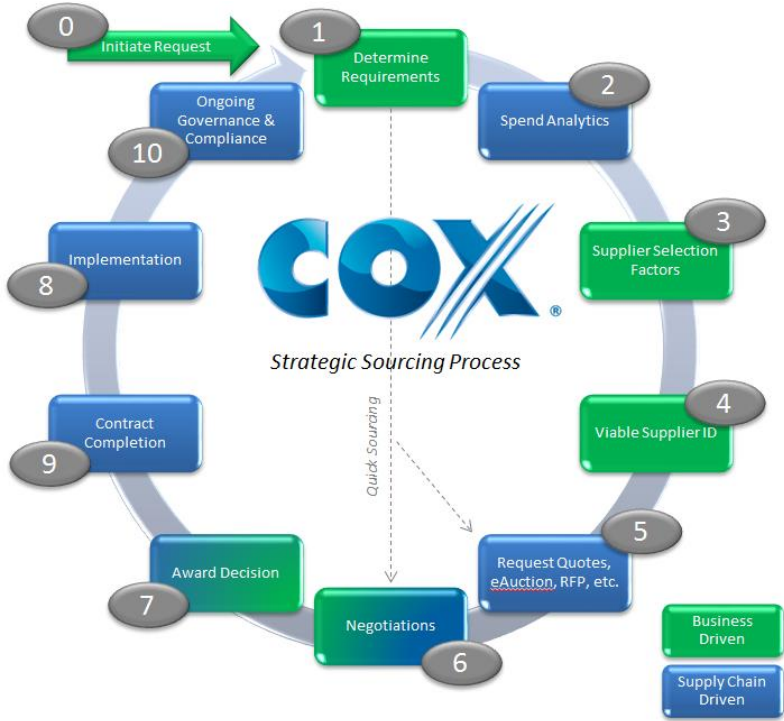 0
Initiate Request
1
Determine
Requirements
2
Spend Analytics
3
Supplier Selection
Factors
4
Viable Supplier ID
5
Request Quotes,
eAuction, RFP, etc.
6
Negotiations
7
Award Decision
9
Contract
Completion
8
Implementation
10
Ongoing
Governance &
Compliance
COX®
Strategic Sourcing Process
Quick Sourcing
Business
Driven
Supply Chain
Driven